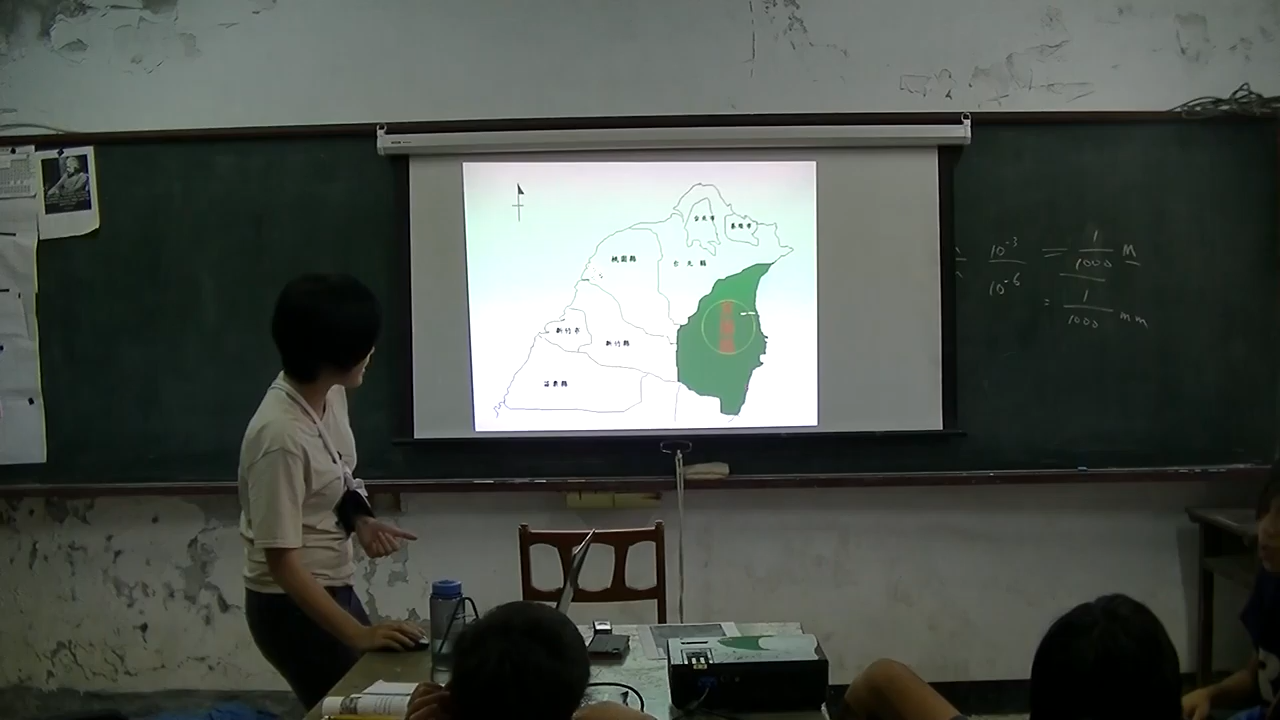 台北市
基隆市
桃園縣
台北縣
新竹市
新竹縣
苗栗縣
10⁻³
10⁻⁶
= 1/1000 M
= 1/1000 mm